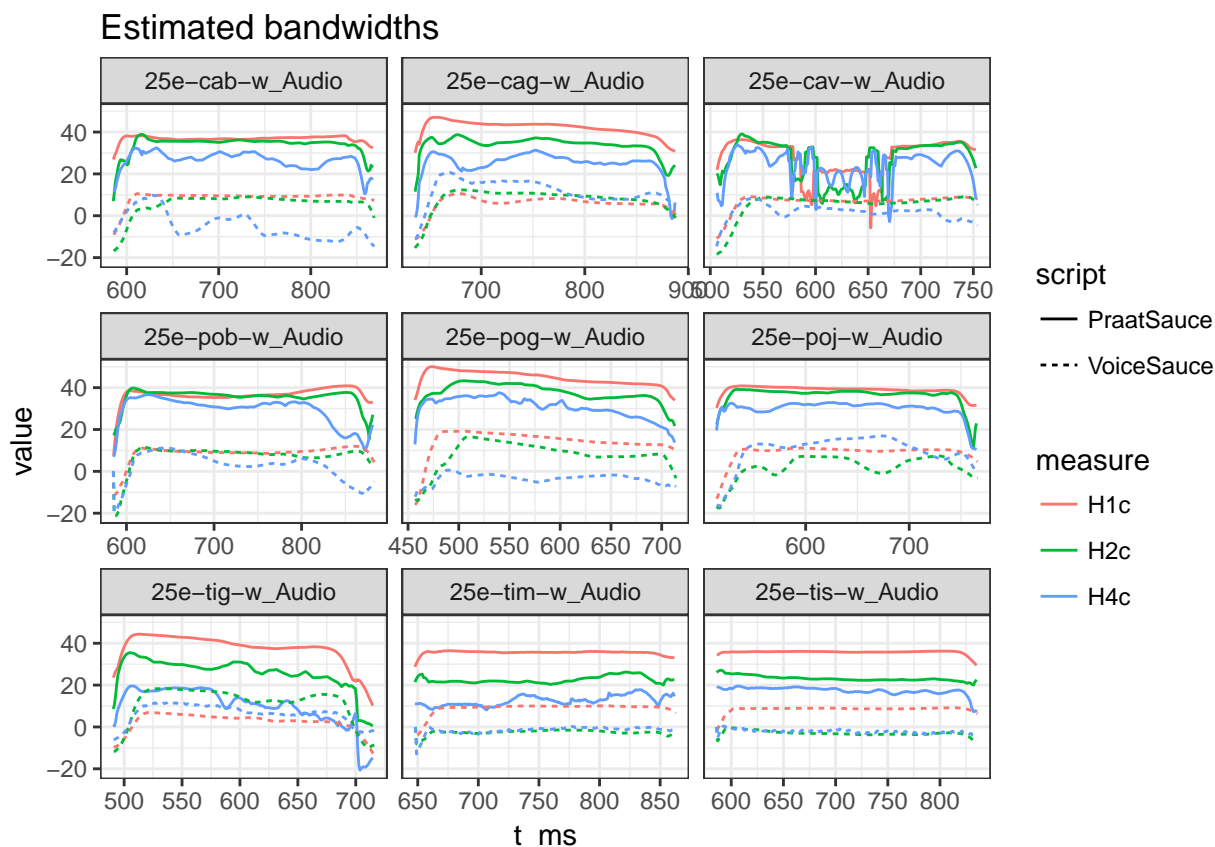 Estimated bandwidths
25e−cab−w_Audio 25e−cag−w_Audio 25e−cav−w_Audio
40
20
0
−20
600 700 800 700 800 900 500 550 600 650 700 750
25e−pob−w_Audio 25e−pog−w_Audio 25e−poj−w_Audio
40
20
0
−20
600 700 800 450 500 550 600 650 700 600 700
25e−tig−w_Audio 25e−tim−w_Audio 25e−tis−w_Audio
40
20
0
−20
500 550 600 650 700 650 700 750 800 850 600 650 700 750 800
value
t_ms
script
PraatSauce
VoiceSauce
measure
H1c
H2c
H4c